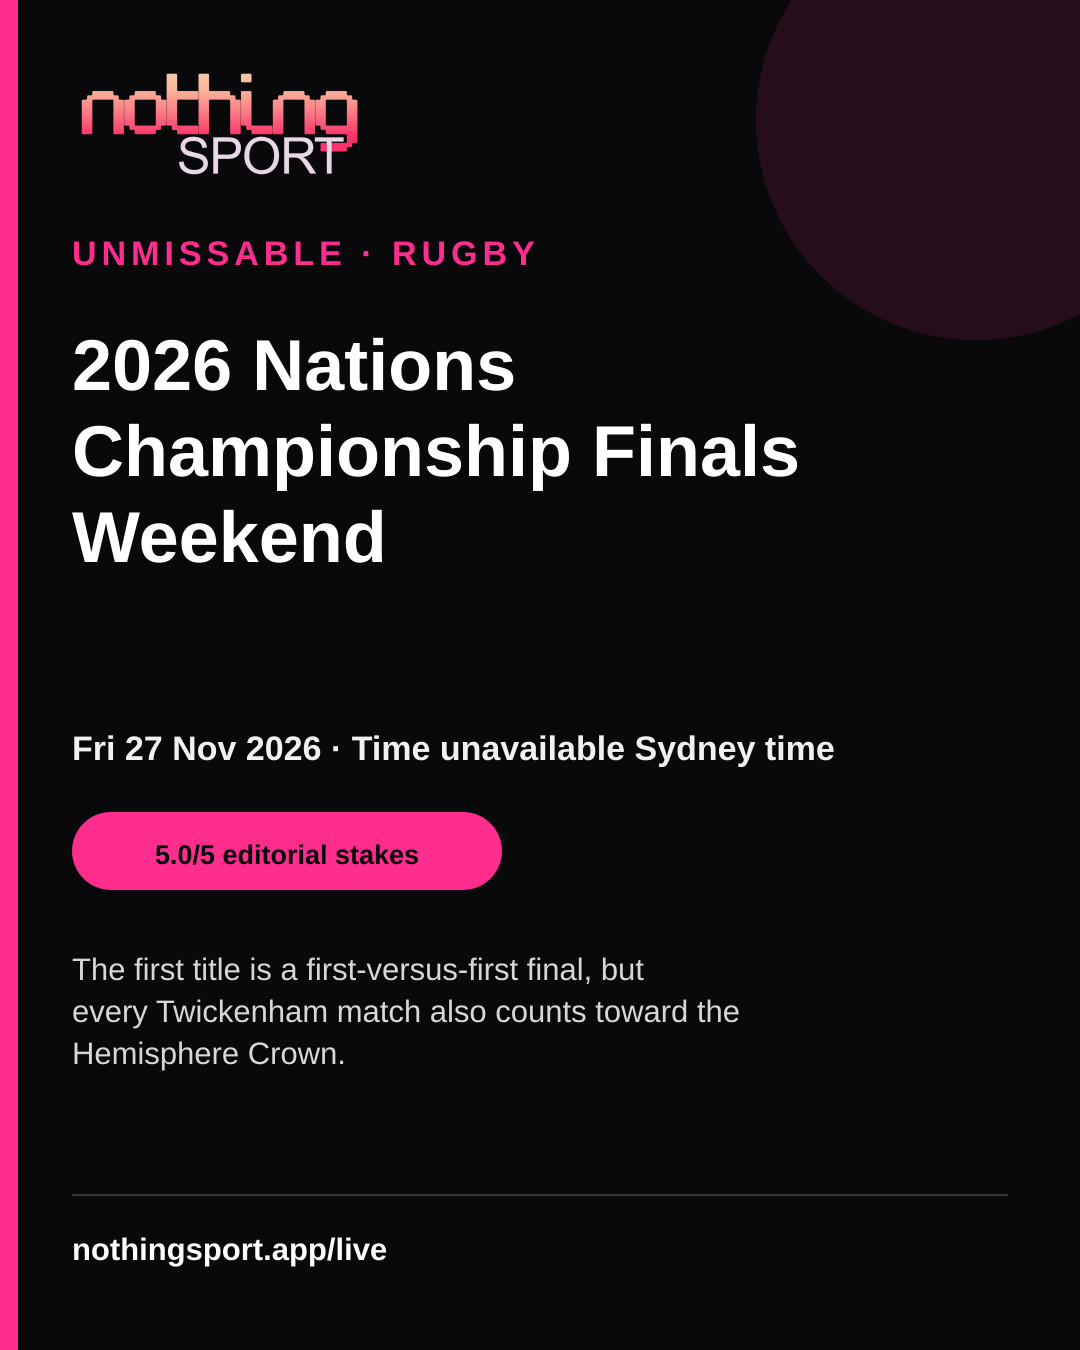 nothing
SPORT
UNMISSABLE · RUGBY
2026 Nations
Championship Finals
Weekend
Fri 27 Nov 2026 · Time unavailable Sydney time
5.0/5 editorial stakes
The first title is a first-versus-first final, but
every Twickenham match also counts toward the
Hemisphere Crown.
nothingsport.app/live